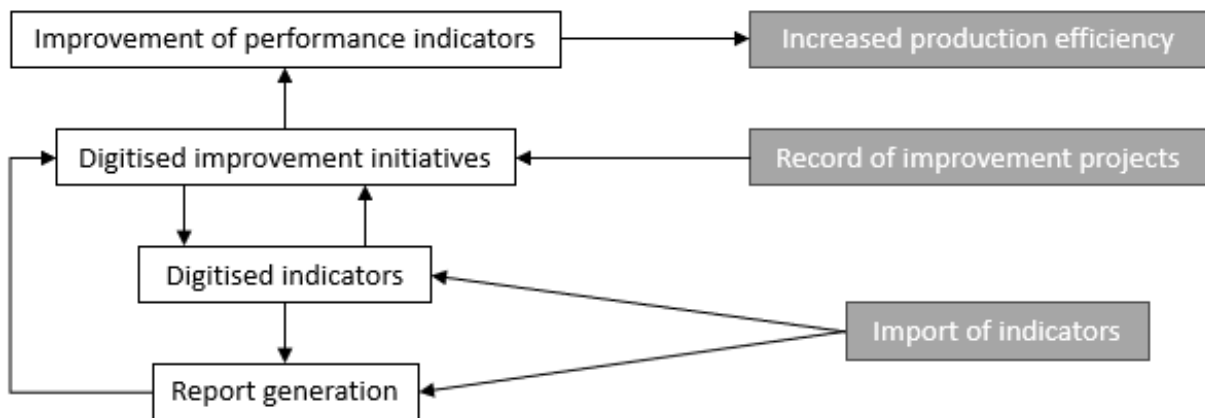 Improvement of performance indicators
Increased production efficiency
Digitised improvement initiatives
Record of improvement projects
Digitised indicators
Import of indicators
Report generation